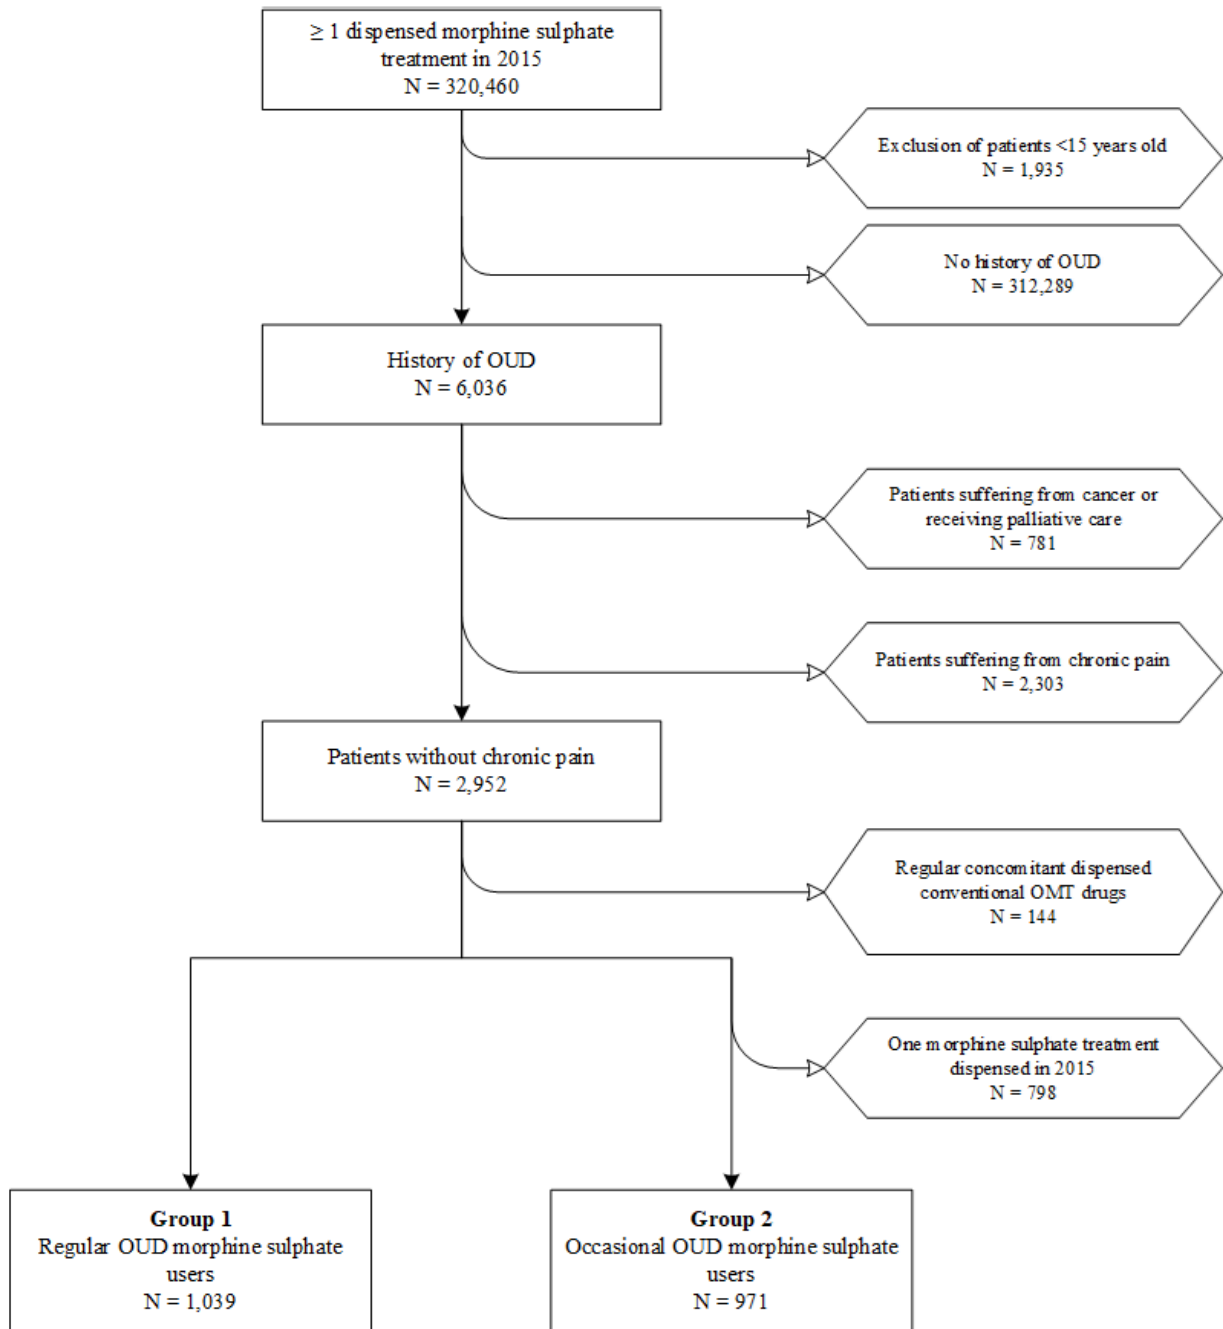 ≥ 1 dispensed morphine sulphate
treatment in 2015
N = 320,460
Exclusion of patients <15 years old
N = 1,935
No history of OUD
N = 312,289
History of OUD
N = 6,036
Patients suffering from cancer or
receiving palliative care
N = 781
Patients suffering from chronic pain
N = 2,303
Patients without chronic pain
N = 2,952
Regular concomitant dispensed
conventional OMT drugs
N = 144
One morphine sulphate treatment
dispensed in 2015
N = 798
Group 1
Regular OUD morphine sulphate
users
N = 1,039
Group 2
Occasional OUD morphine sulphate
users
N = 971